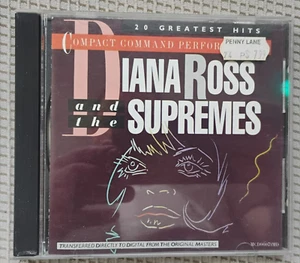 20 GREATEST HITS
COMPACT COMMAND PERFOR
PENNY LANE
DIANA ROSS
and
the SUPREMES
TRANSFERRED DIRECTLY TO DIGITAL FROM THE ORIGINAL MASTERS